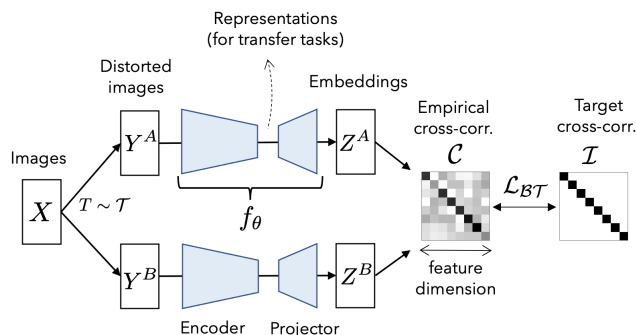 Representations
(for transfer tasks)
Distorted
images
Embeddings
Empirical
cross-corr.
Target
cross-corr.
Images
Y^A
Z^A
C
I
X
T ∼ T
f_θ
L_BT
Y^B
Z^B
feature
dimension
Encoder
Projector